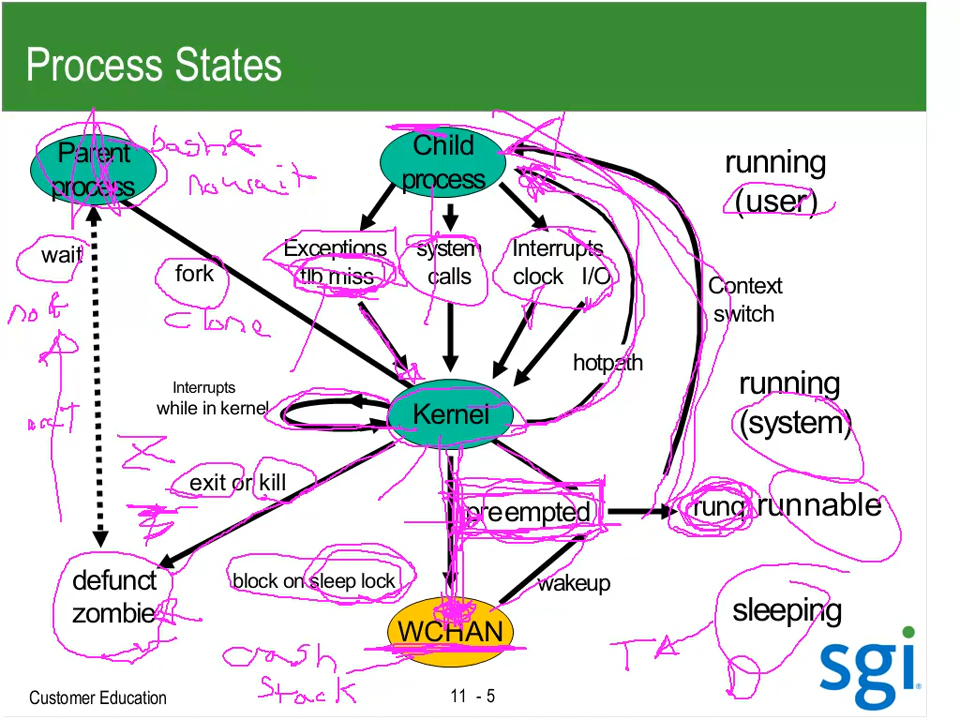 Process States
Parent
process
bash &
nowait
Child
process
running
(user)
wait
fork
clone
Exceptions
tlb miss
system
calls
Interrupts
clock I/O
Context
switch
hotpath
Interrupts
while in kernel
Kernel
running
(system)
Z
exit or kill
preempted
runq
runnable
defunct
zombie
block on sleep lock
wakeup
WCHAN
sleeping
crash
stack
sgi
Customer Education
11 - 5